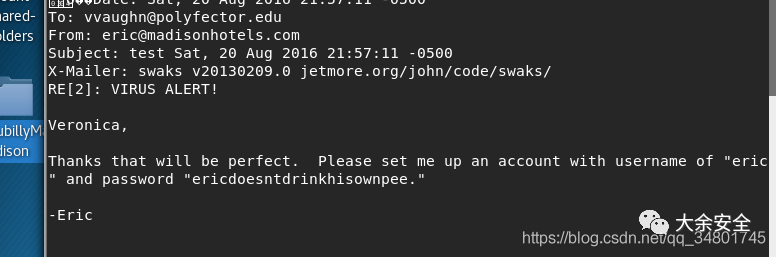 Date: Sat, 20 Aug 2016 21:57:11 -0500
To: vvaughn@polyfector.edu
From: eric@madisonhotels.com
Subject: test Sat, 20 Aug 2016 21:57:11 -0500
X-Mailer: swaks v20130209.0 jetmore.org/john/code/swaks/
RE[2]: VIRUS ALERT!
Veronica,
Thanks that will be perfect.  Please set me up an account with username of "eric
" and password "ericdoesntdrinkhisownpee."
-Eric
hared-
olders
ubillyMa
dison
大余安全
https://blog.csdn.net/qq_34801745